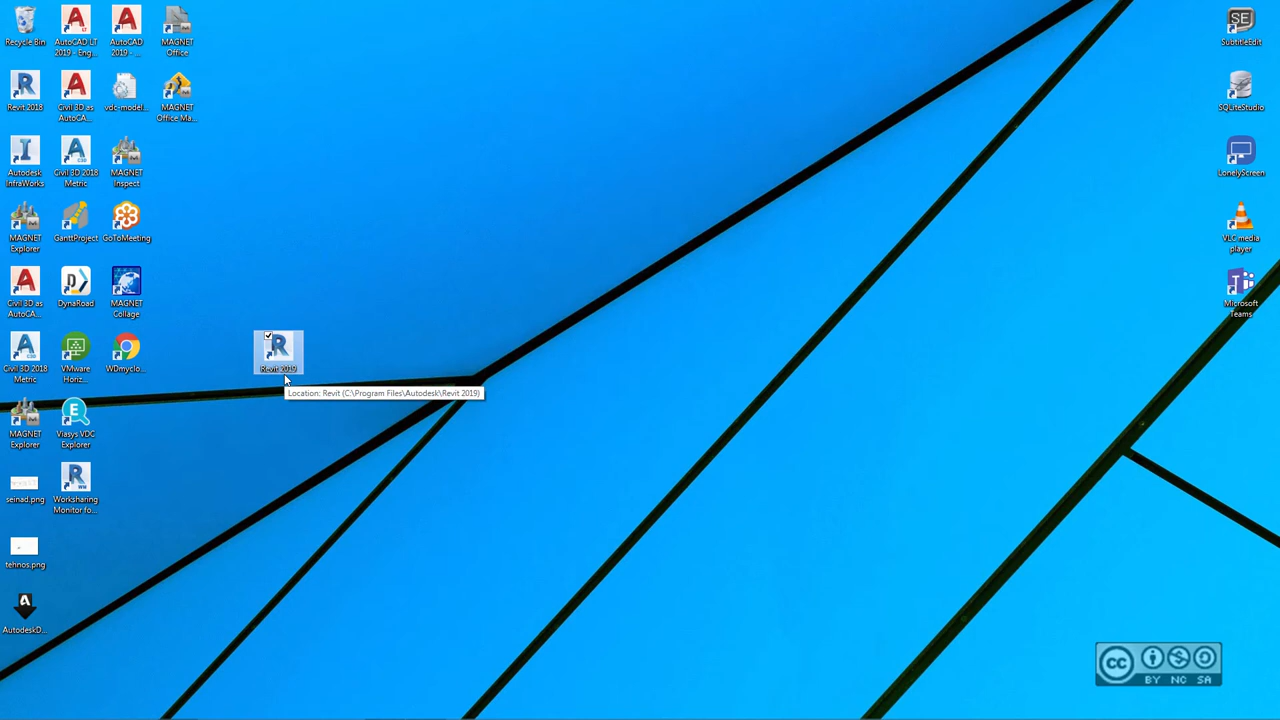 Recycle Bin
AutoCAD LT
2019 - Eng...
AutoCAD
2019 - ...
MAGNET
Office
Revit 2018
Civil 3D as
AutoCA...
vdc-model...
MAGNET
Office Ma...
Autodesk
InfraWorks
Civil 3D 2018
Metric
MAGNET
Inspect
MAGNET
Explorer
GanttProject
GoToMeeting
Civil 3D as
AutoCA...
DynaRoad
MAGNET
Collage
Civil 3D 2018
Metric
VMware
Horiz...
WDmyclo...
MAGNET
Explorer
Viasys VDC
Explorer
seinad.png
Worksharing
Monitor fo...
tehnos.png
AutodeskD...
Revit 2019
Location: Revit (C:\Program Files\Autodesk\Revit 2019)
SE
SubtitleEdit
SQLiteStudio
LonelyScreen
VLC media
player
Microsoft
Teams
cc
BY NC SA